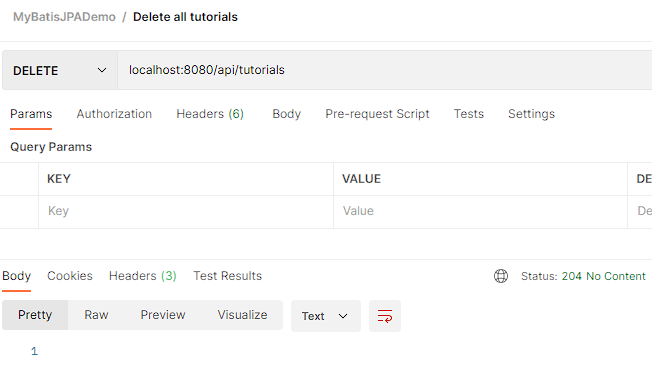 MyBatisJPADemo / Delete all tutorials
DELETE localhost:8080/api/tutorials
Params Authorization Headers (6) Body Pre-request Script Tests Settings
Query Params
KEY VALUE DE
Key Value De
Body Cookies Headers (3) Test Results Status: 204 No Content
Pretty Raw Preview Visualize Text
1